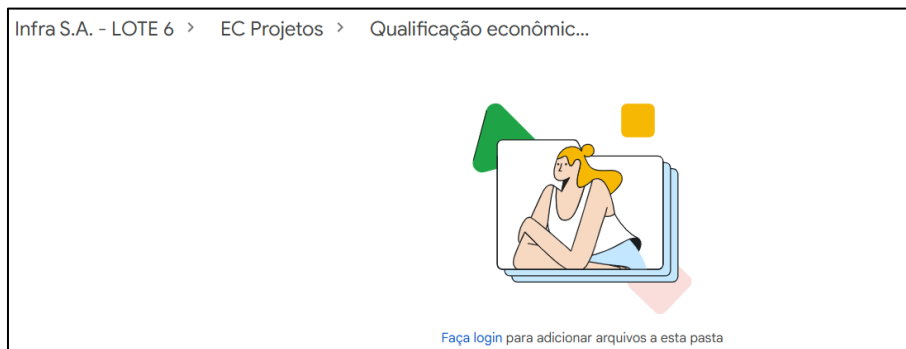 Infra S.A. - LOTE 6 > EC Projetos > Qualificação econômic...
Faça login para adicionar arquivos a esta pasta